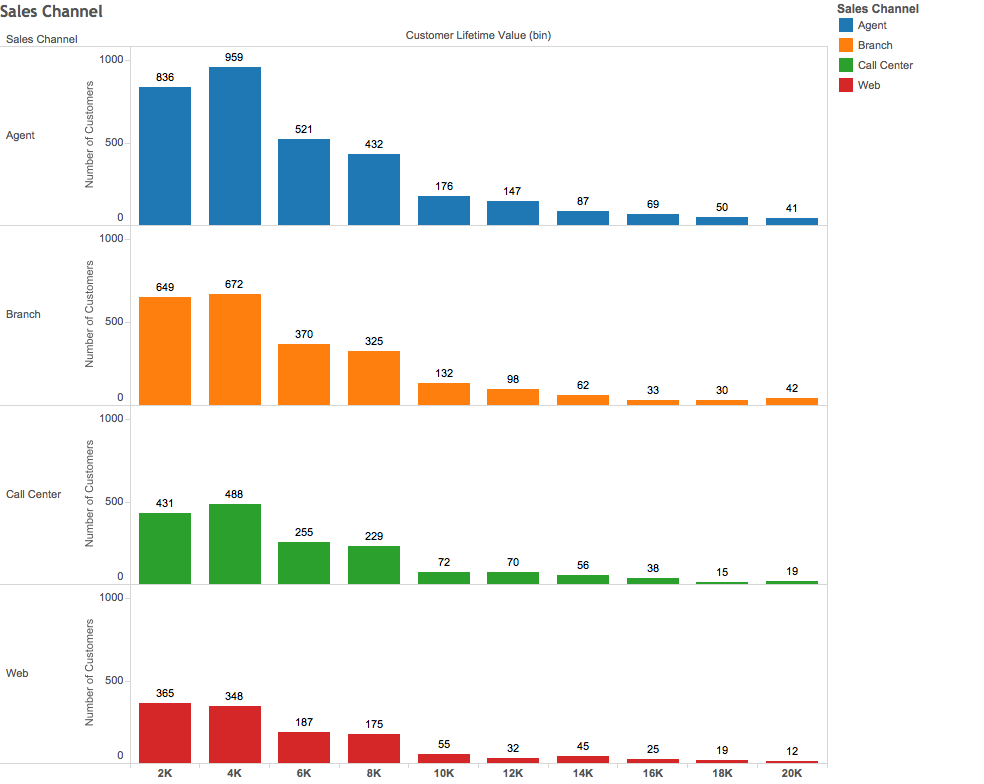 Sales Channel
Sales Channel
Customer Lifetime Value (bin)
Sales Channel
Agent
Branch
Call Center
Web
Agent
Number of Customers
1000
500
0
836 959 521 432 176 147 87 69 50 41
Branch
Number of Customers
1000
500
0
649 672 370 325 132 98 62 33 30 42
Call Center
Number of Customers
1000
500
0
431 488 255 229 72 70 56 38 15 19
Web
Number of Customers
1000
500
0
365 348 187 175 55 32 45 25 19 12
2K 4K 6K 8K 10K 12K 14K 16K 18K 20K